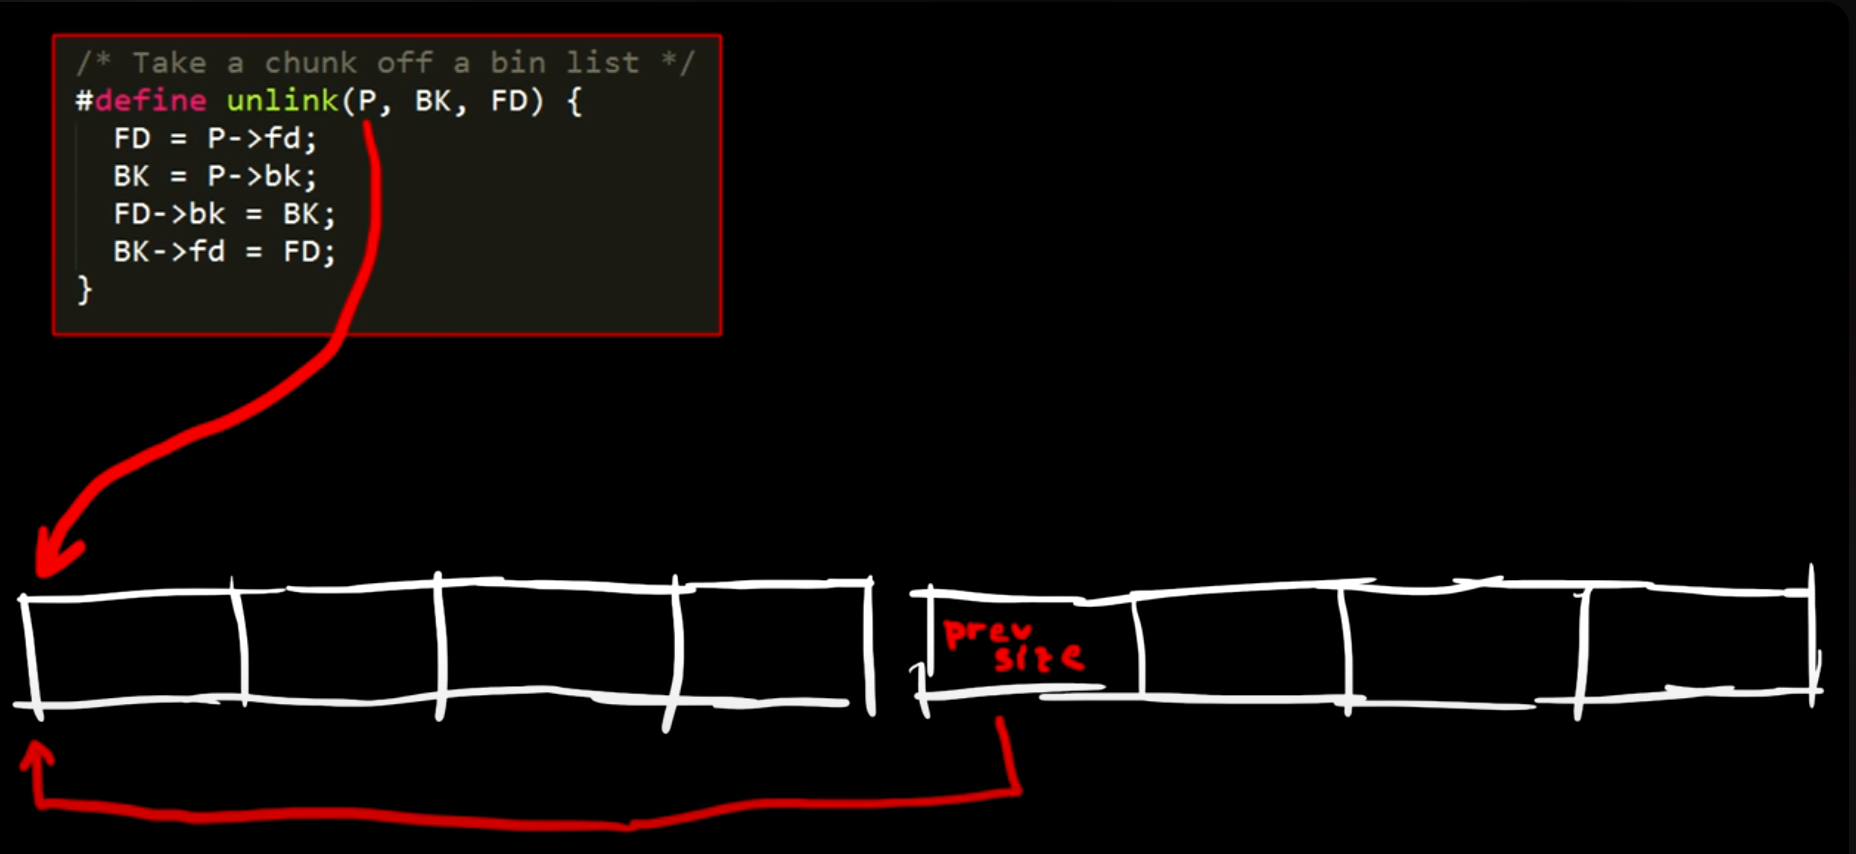 /* Take a chunk off a bin list */
#define unlink(P, BK, FD) {
FD = P->fd;
BK = P->bk;
FD->bk = BK;
BK->fd = FD;
}
prev
size